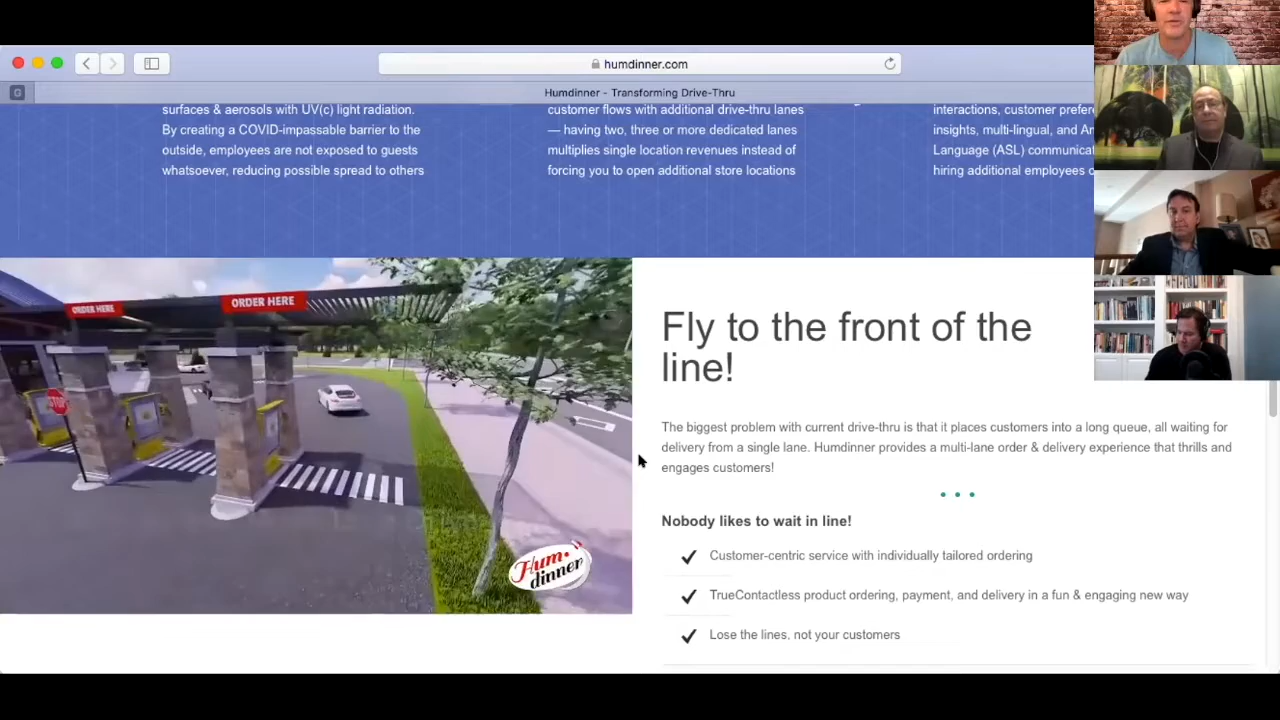 humdinner.com
G
Humdinner - Transforming Drive-Thru
surfaces & aerosols with UV(c) light radiation.
By creating a COVID-impassable barrier to the
outside, employees are not exposed to guests
whatsoever, reducing possible spread to others
customer flows with additional drive-thru lanes
— having two, three or more dedicated lanes
multiplies single location revenues instead of
forcing you to open additional store locations
interactions, customer prefer
insights, multi-lingual, and Am
Language (ASL) communicat
hiring additional employees o
ORDER HERE
ORDER HERE
STOP
Hum-
dinner
Fly to the front of the
line!
The biggest problem with current drive-thru is that it places customers into a long queue, all waiting for
delivery from a single lane. Humdinner provides a multi-lane order & delivery experience that thrills and
engages customers!
Nobody likes to wait in line!
Customer-centric service with individually tailored ordering
TrueContactless product ordering, payment, and delivery in a fun & engaging new way
Lose the lines, not your customers